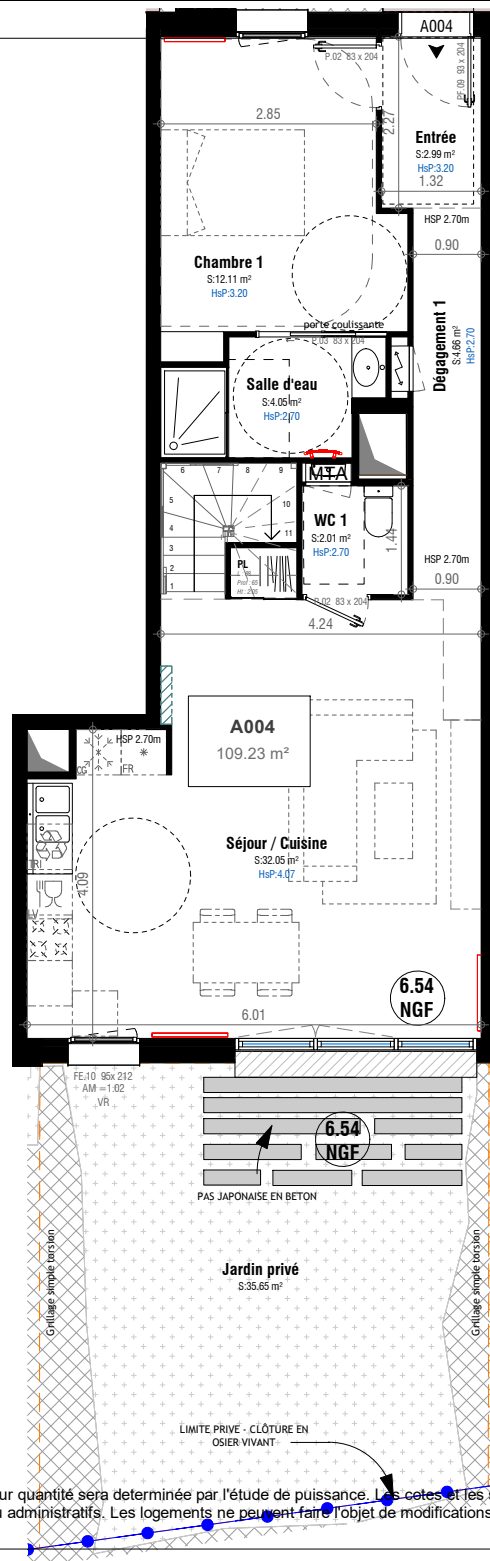 A004
P.02 83 x 204
PF.09 93 x 204
2.85
2.27
Entrée
S:2.99 m²
HsP:3.20
1.32
HSP 2.70m
0.90
Chambre 1
S:12.11 m²
HsP:3.20
Dégagement 1
S:4.66 m²
HsP:2.70
porte coulissante
P.03 83 x 204
Salle d'eau
S:4.05 m²
HsP:2.70
MTA
6 7 8 9
5
10
4
11
3
2
1
WC 1
S:2.01 m²
HsP:2.70
1.44
PL
Prof : 65
HSP 2.70m
0.90
P.02 83 x 204
4.24
A004
109.23 m²
HSP 2.70m
FR
Séjour / Cuisine
S:32.05 m²
HsP:4.07
TRI
4.09
LV
6.54
NGF
6.01
FE.10 95x 212
AM =1.02
VR
6.54
NGF
PAS JAPONAISE EN BETON
Grillage simple torsion
Grillage simple torsion
Jardin privé
S:35.65 m²
LIMITE PRIVE - CLÔTURE EN
OSIER VIVANT
ur quantité sera determinée par l'étude de puissance. Les cotes et les
u administratifs. Les logements ne peuvent faire l'objet de modifications